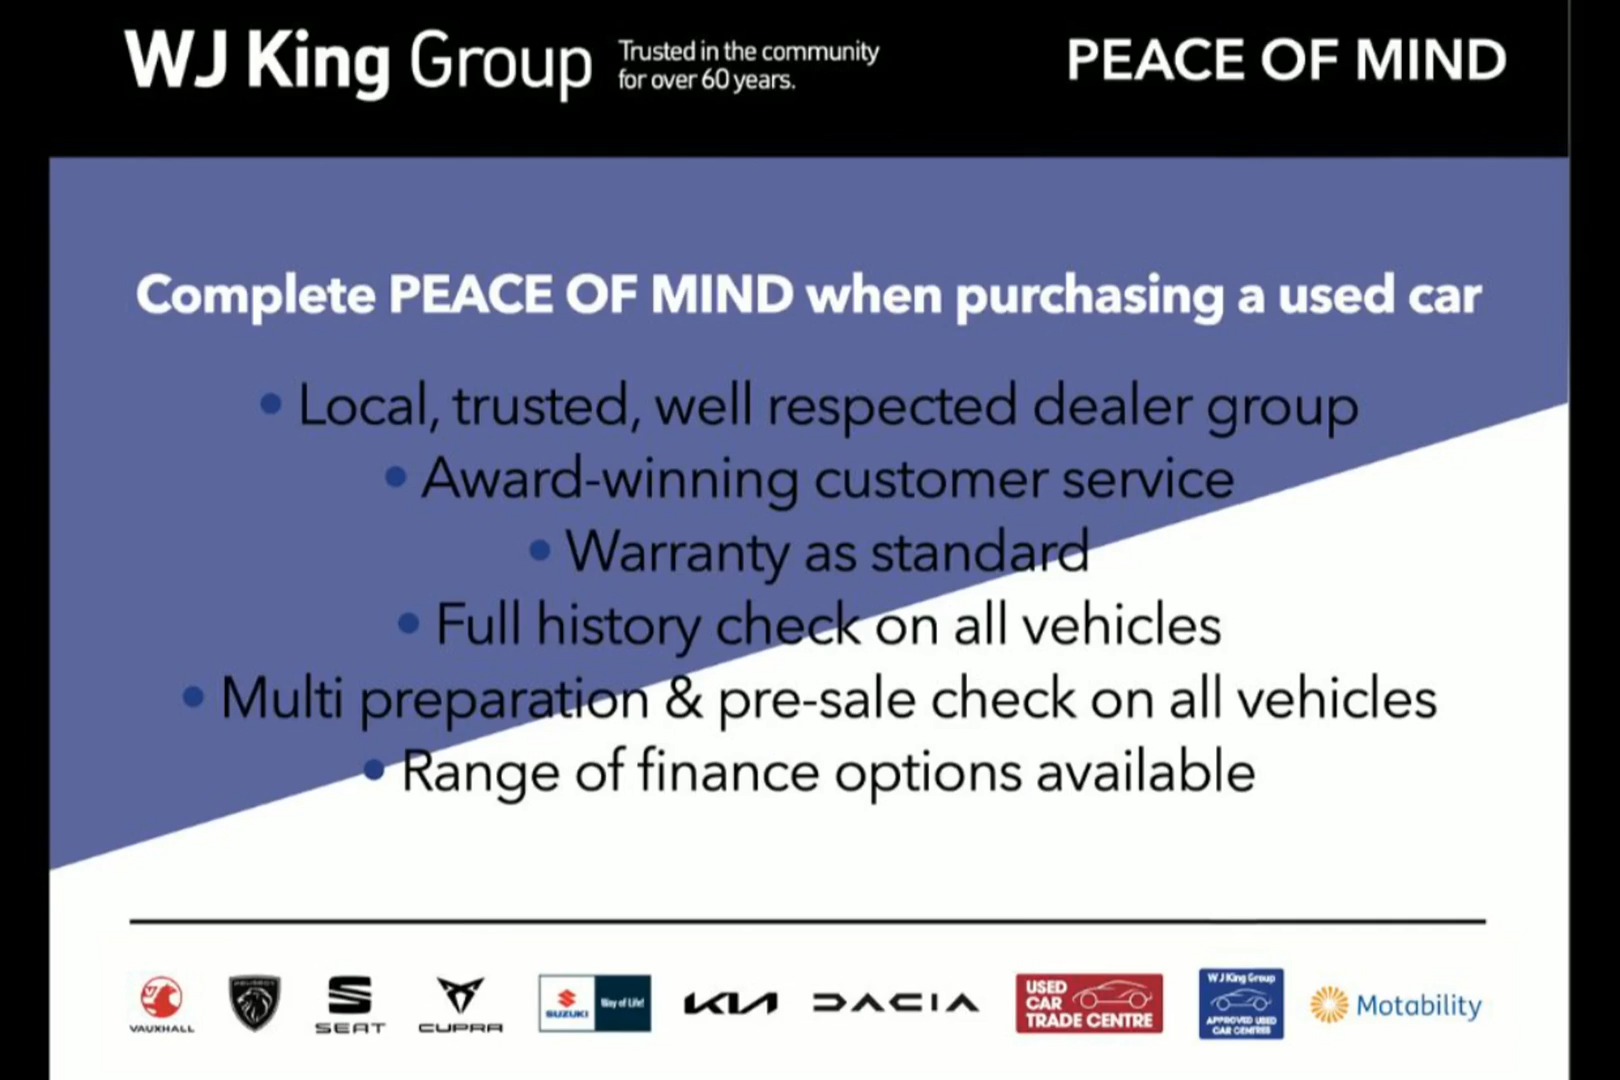 WJ King Group
Trusted in the community
for over 60 years.
PEACE OF MIND
Complete PEACE OF MIND when purchasing a used car
• Local, trusted, well respected dealer group
• Award-winning customer service
• Warranty as standard
• Full history check on all vehicles
• Multi preparation & pre-sale check on all vehicles
• Range of finance options available
VAUXHALL
PEUGEOT
SEAT
CUPRA
SUZUKI
Way of Life!
KIA
DACIA
USED
CAR
TRADE CENTRE
WJ King Group
APPROVED USED
CAR CENTRES
Motability